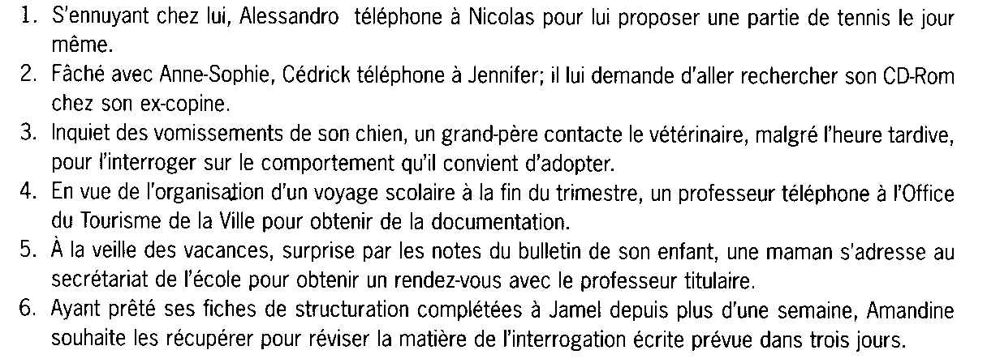 1. S'ennuyant chez lui, Alessandro téléphone à Nicolas pour lui proposer une partie de tennis le jour
même.
2. Fâché avec Anne-Sophie, Cédrick téléphone à Jennifer; il lui demande d'aller rechercher son CD-Rom
chez son ex-copine.
3. Inquiet des vomissements de son chien, un grand-père contacte le vétérinaire, malgré l'heure tardive,
pour l'interroger sur le comportement qu'il convient d'adopter.
4. En vue de l'organisation d'un voyage scolaire à la fin du trimestre, un professeur téléphone à l'Office
du Tourisme de la Ville pour obtenir de la documentation.
5. À la veille des vacances, surprise par les notes du bulletin de son enfant, une maman s'adresse au
secrétariat de l'école pour obtenir un rendez-vous avec le professeur titulaire.
6. Ayant prêté ses fiches de structuration complétées à Jamel depuis plus d'une semaine, Amandine
souhaite les récupérer pour réviser la matière de l'interrogation écrite prévue dans trois jours.